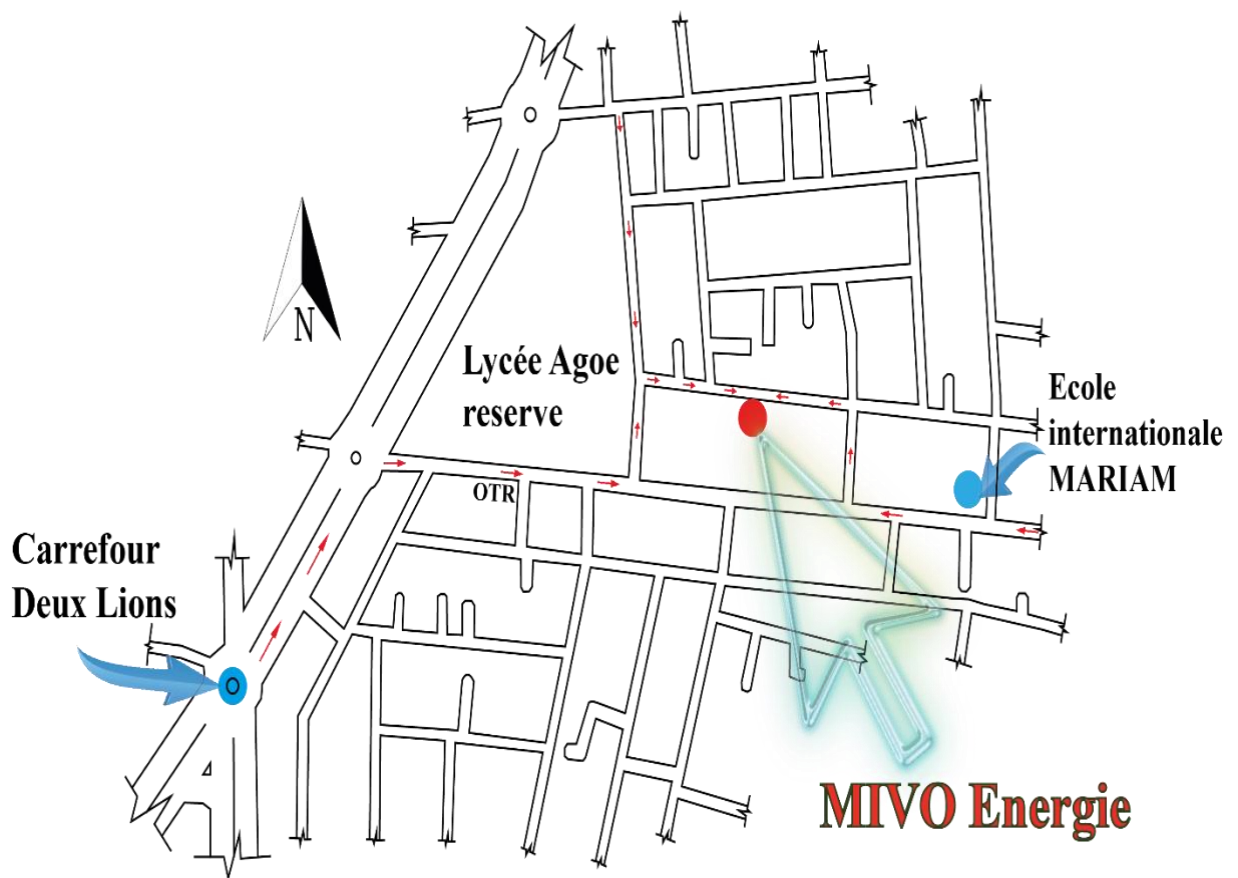 N
Lycée Agoe
reserve
Ecole
internationale
MARIAM
OTR
Carrefour
Deux Lions
MIVO Energie